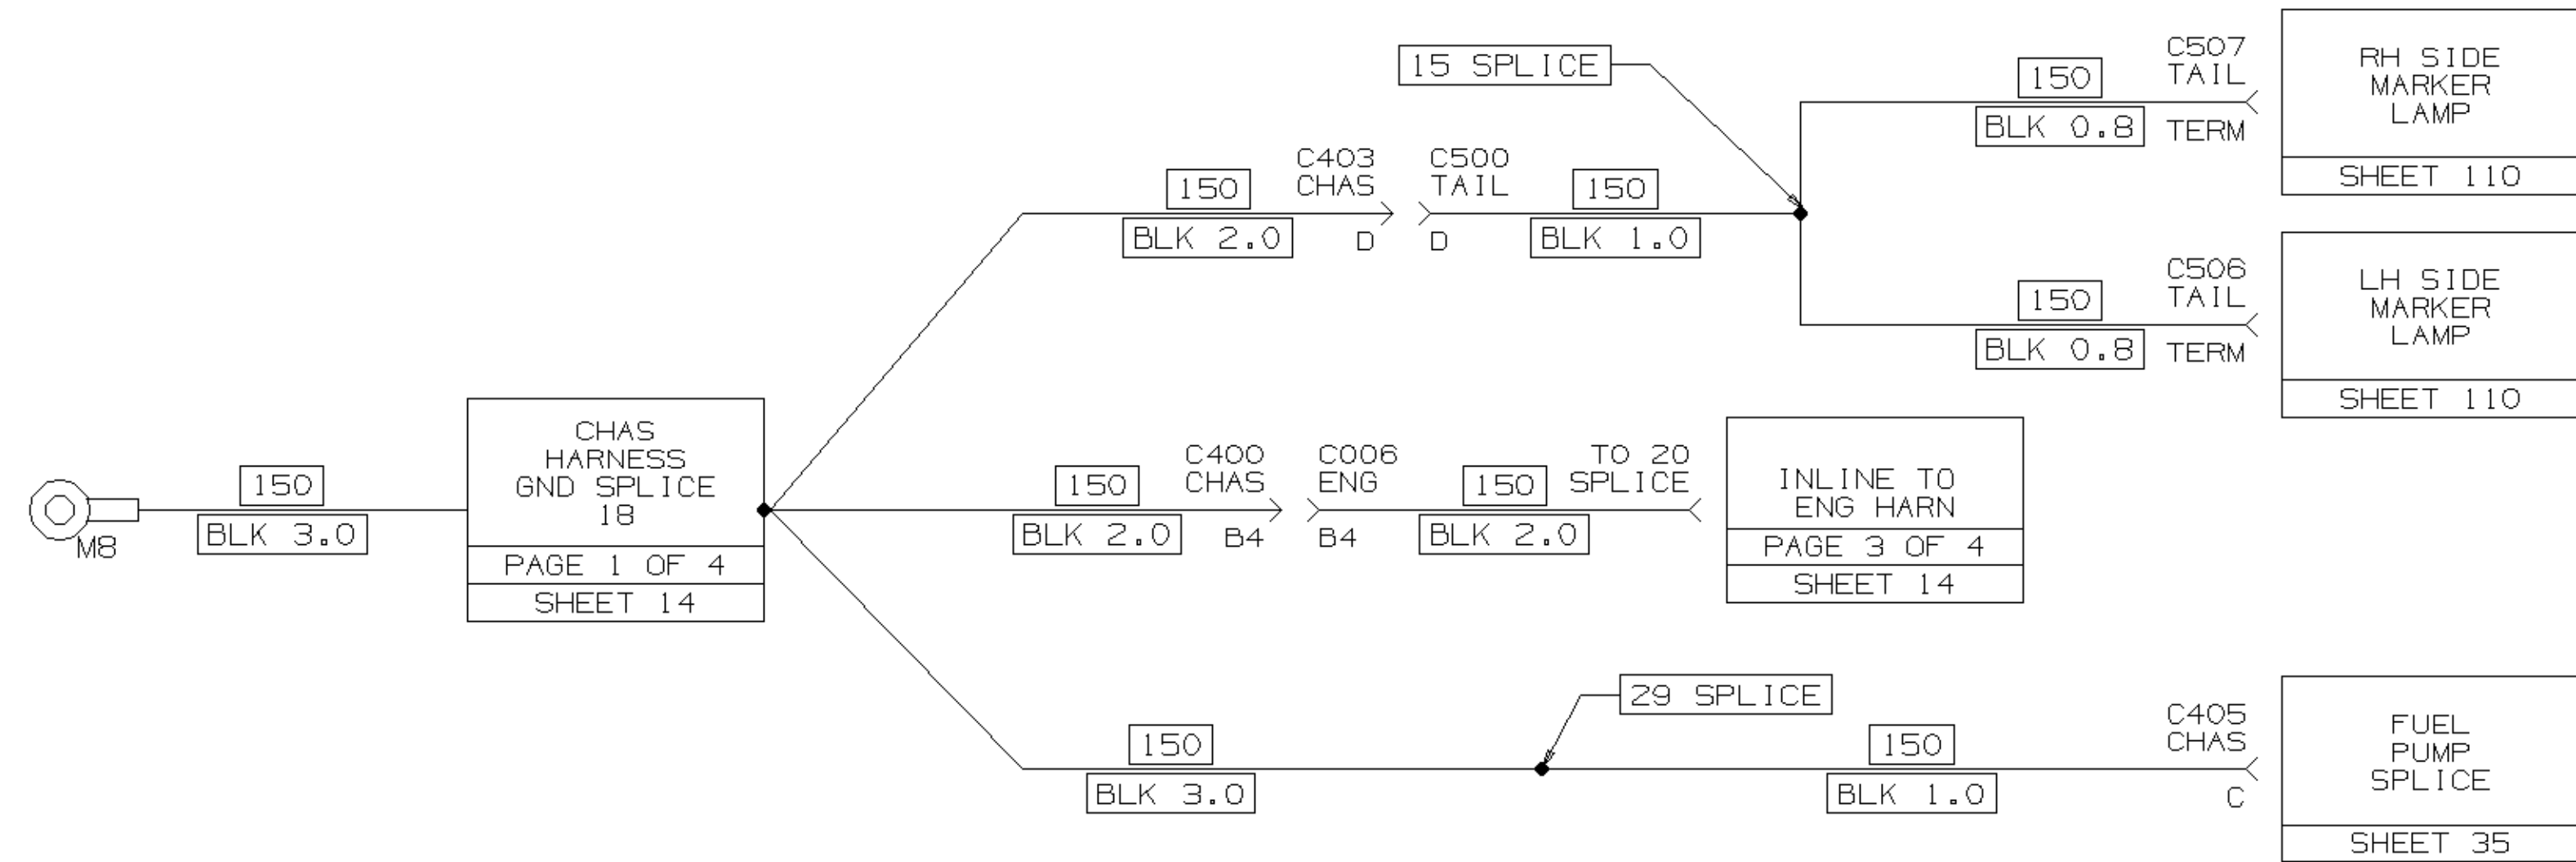 15 SPLICE
150
BLK 0.8
C507
TAIL
TERM
RH SIDE
MARKER
LAMP
SHEET 110
150
BLK 2.0
C403
CHAS
D
C500
TAIL
D
150
BLK 1.0
150
BLK 0.8
C506
TAIL
TERM
LH SIDE
MARKER
LAMP
SHEET 110
M8
150
BLK 3.0
CHAS
HARNESS
GND SPLICE
18
PAGE 1 OF 4
SHEET 14
150
BLK 2.0
C400
CHAS
B4
C006
ENG
B4
150
BLK 2.0
TO 20
SPLICE
INLINE TO
ENG HARN
PAGE 3 OF 4
SHEET 14
150
BLK 3.0
29 SPLICE
150
BLK 1.0
C405
CHAS
C
FUEL
PUMP
SPLICE
SHEET 35